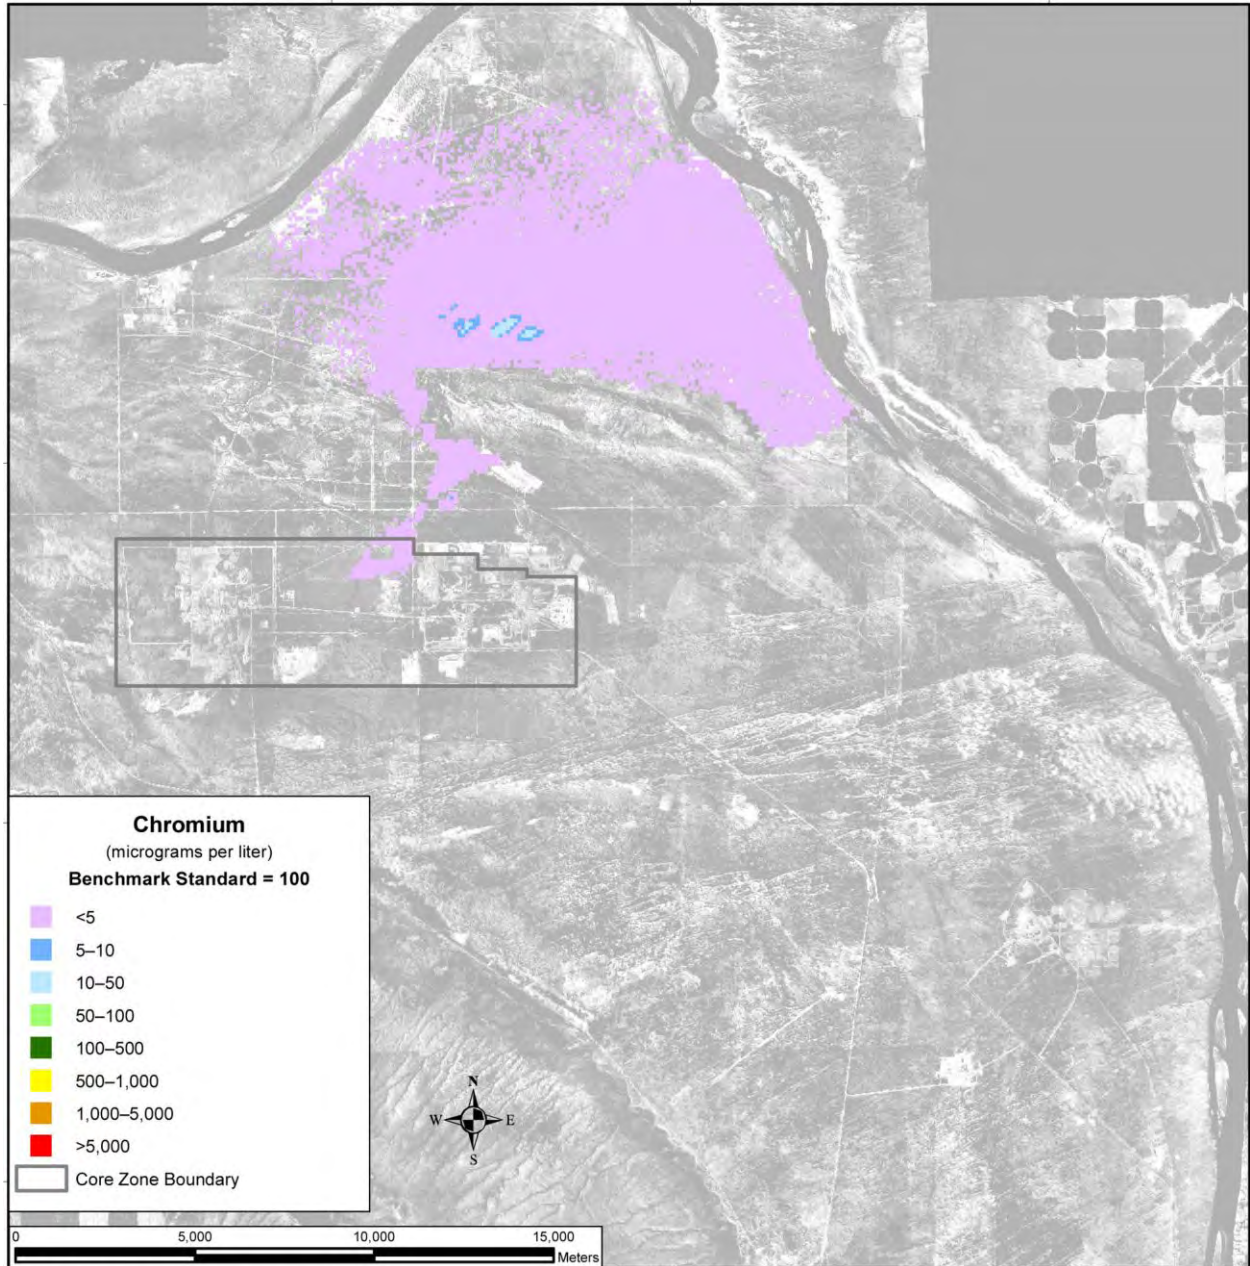 Chromium
(micrograms per liter)
Benchmark Standard = 100
<5
5–10
10–50
50–100
100–500
500–1,000
1,000–5,000
>5,000
Core Zone Boundary
N
W E
S
0 5,000 10,000 15,000
Meters